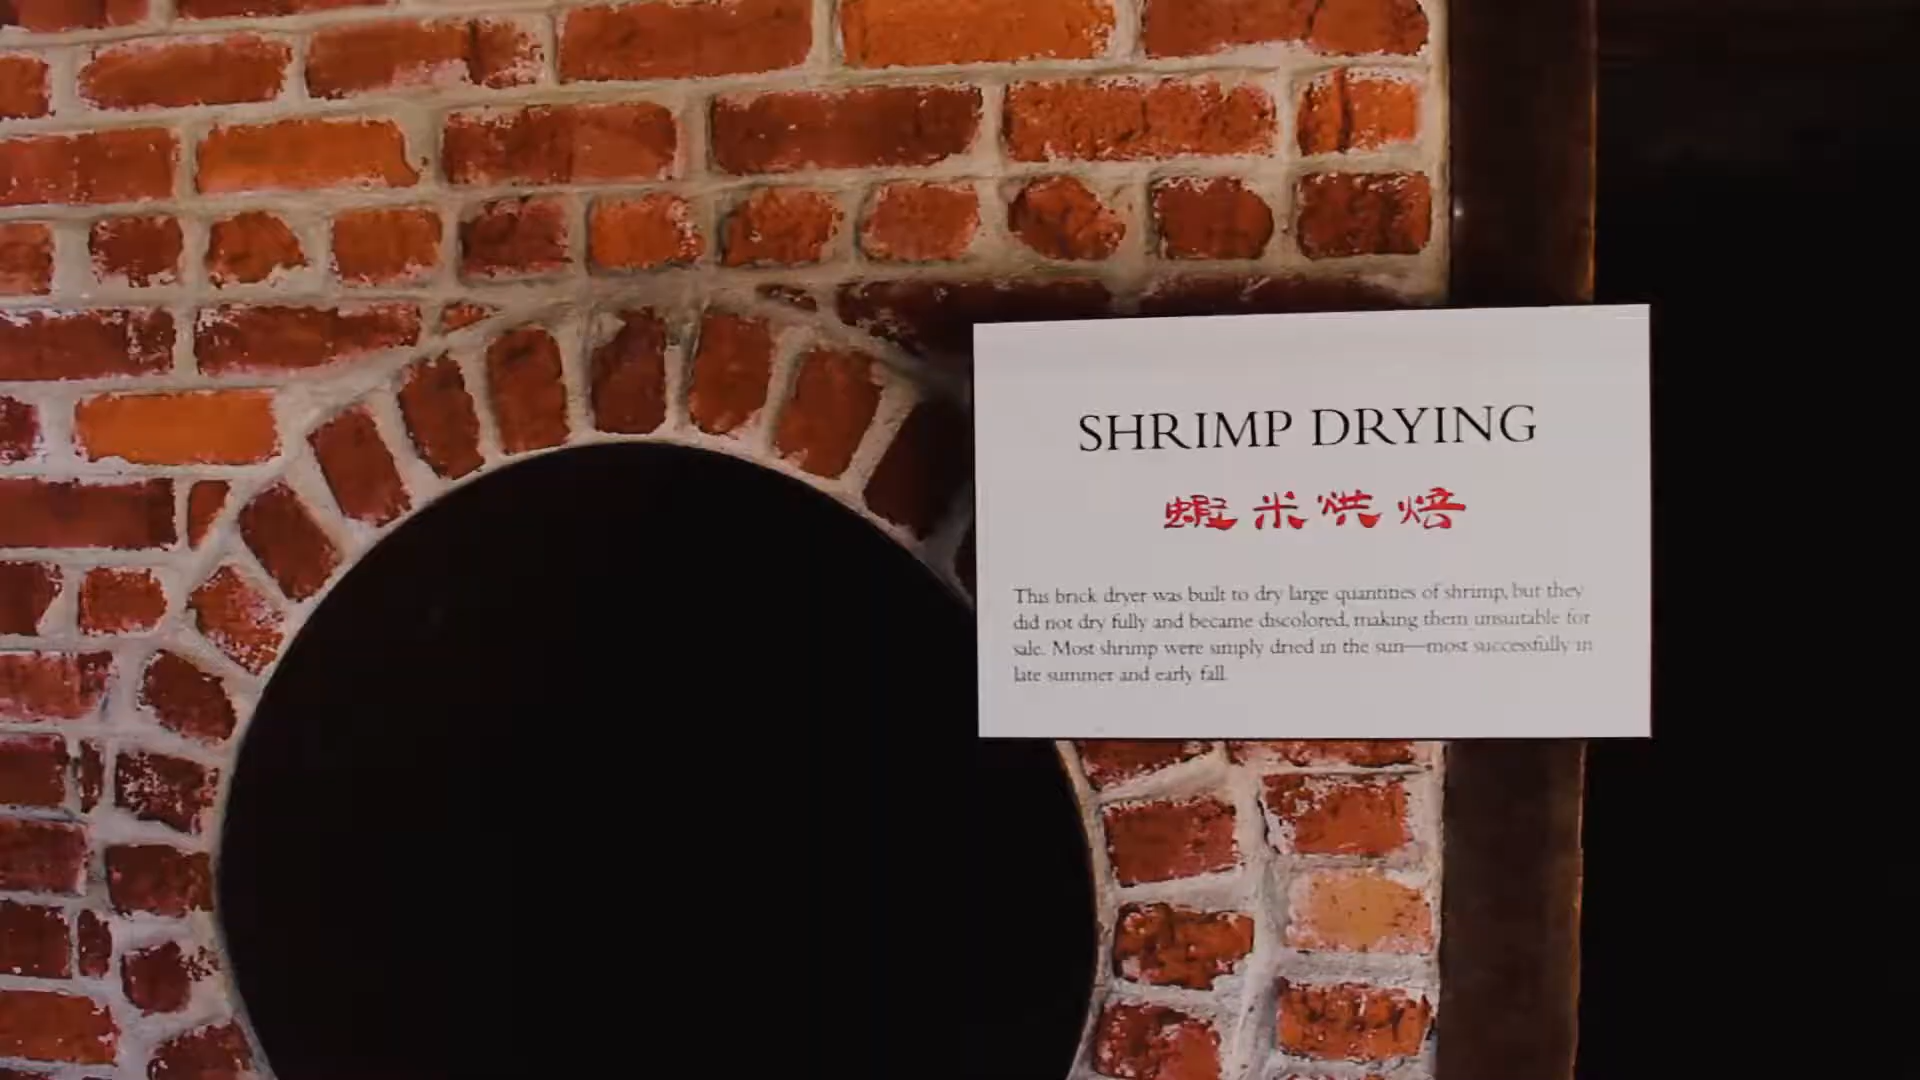 SHRIMP DRYING
蝦米烘焙
This brick dryer was built to dry large quantities of shrimp, but they
did not dry fully and became discolored, making them unsuitable for
sale. Most shrimp were simply dried in the sun—most successfully in
late summer and early fall.